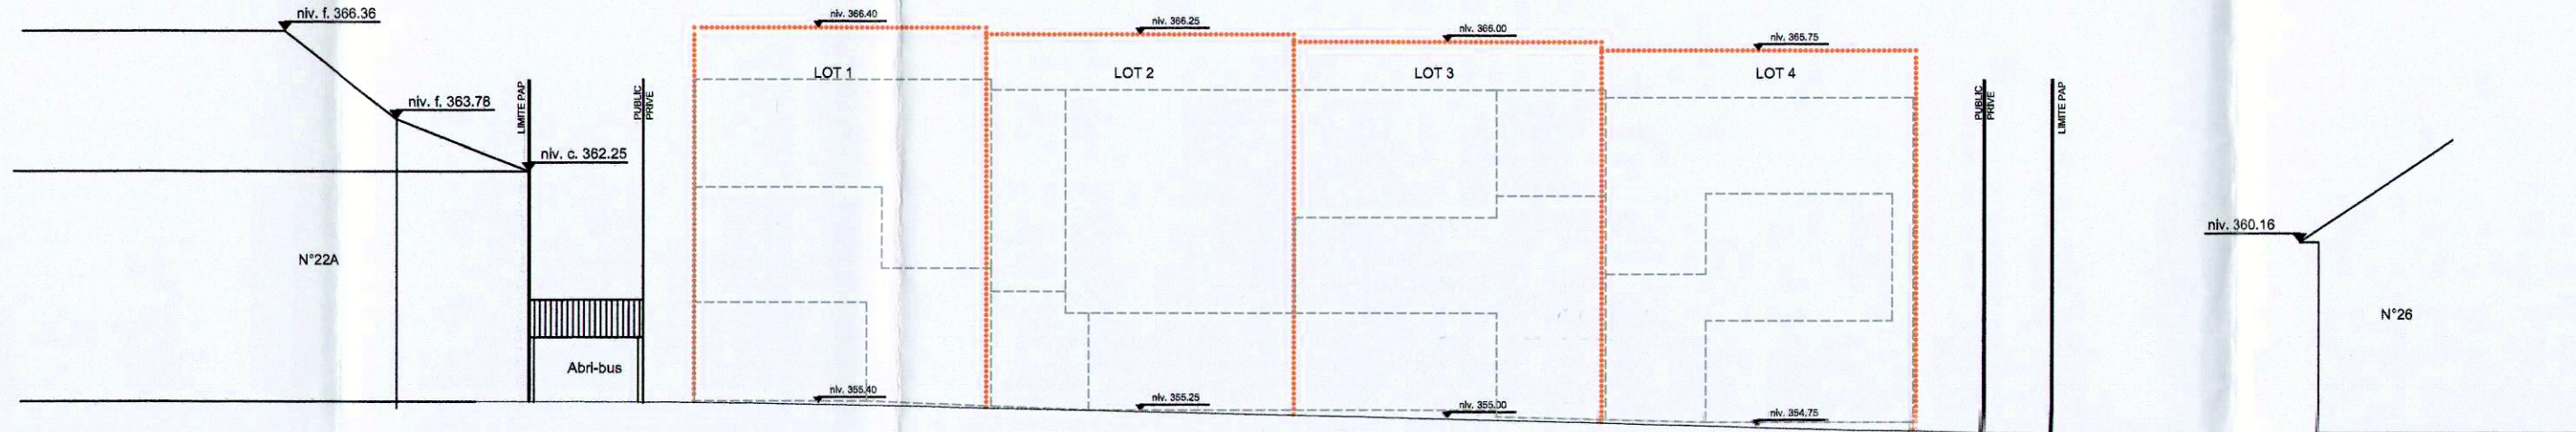 niv. f. 366.36
niv. f. 363.78
niv. c. 362.25
LIMITE PAP
PUBLIC
PRIVE
N°22A
Abri-bus
niv. 366.40
LOT 1
niv. 355.40
niv. 366.25
LOT 2
niv. 355.25
niv. 366.00
LOT 3
niv. 355.00
niv. 365.75
LOT 4
niv. 354.75
PUBLIC
PRIVE
LIMITE PAP
niv. 360.16
N°26